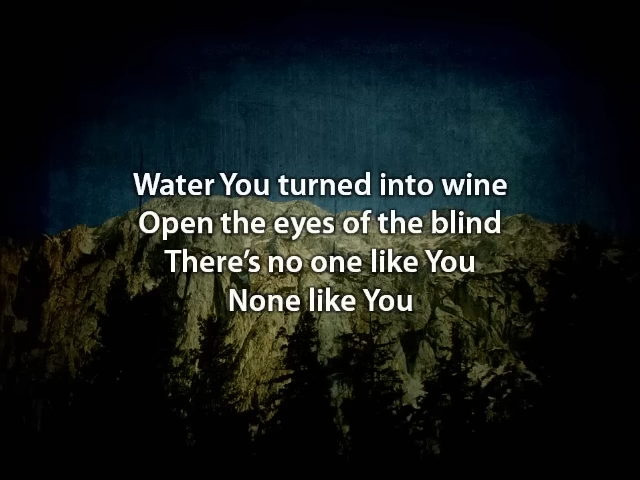 Water You turned into wine
Open the eyes of the blind
There's no one like You
None like You